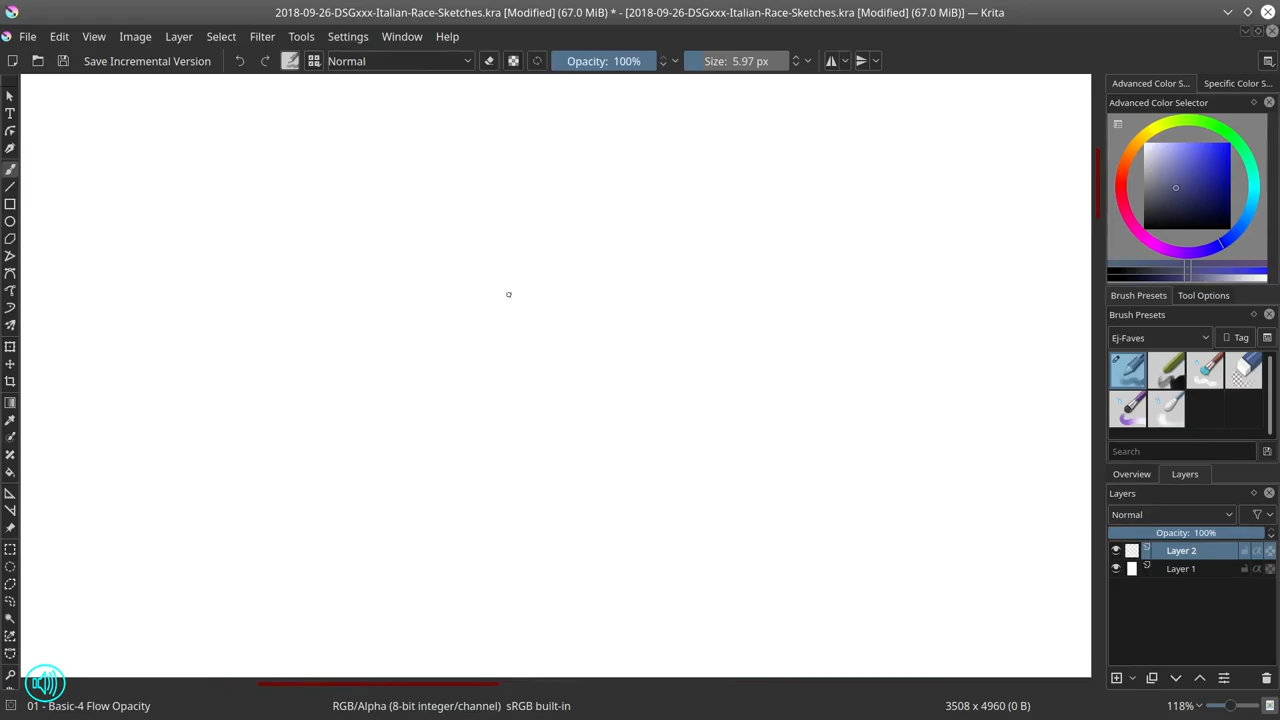 2018-09-26-DSGxxx-Italian-Race-Sketches.kra [Modified] (67.0 MiB) * - [2018-09-26-DSGxxx-Italian-Race-Sketches.kra [Modified] (67.0 MiB)] — Krita
File Edit View Image Layer Select Filter Tools Settings Window Help
Save Incremental Version Normal Opacity: 100% Size: 5.97 px
Advanced Color S... Specific Color S...
Advanced Color Selector
Brush Presets Tool Options
Brush Presets
Ej-Faves Tag
Search
Overview Layers
Layers
Normal
Opacity: 100%
Layer 2
Layer 1
01 - Basic-4 Flow Opacity RGB/Alpha (8-bit integer/channel) sRGB built-in 3508 x 4960 (0 B) 118%